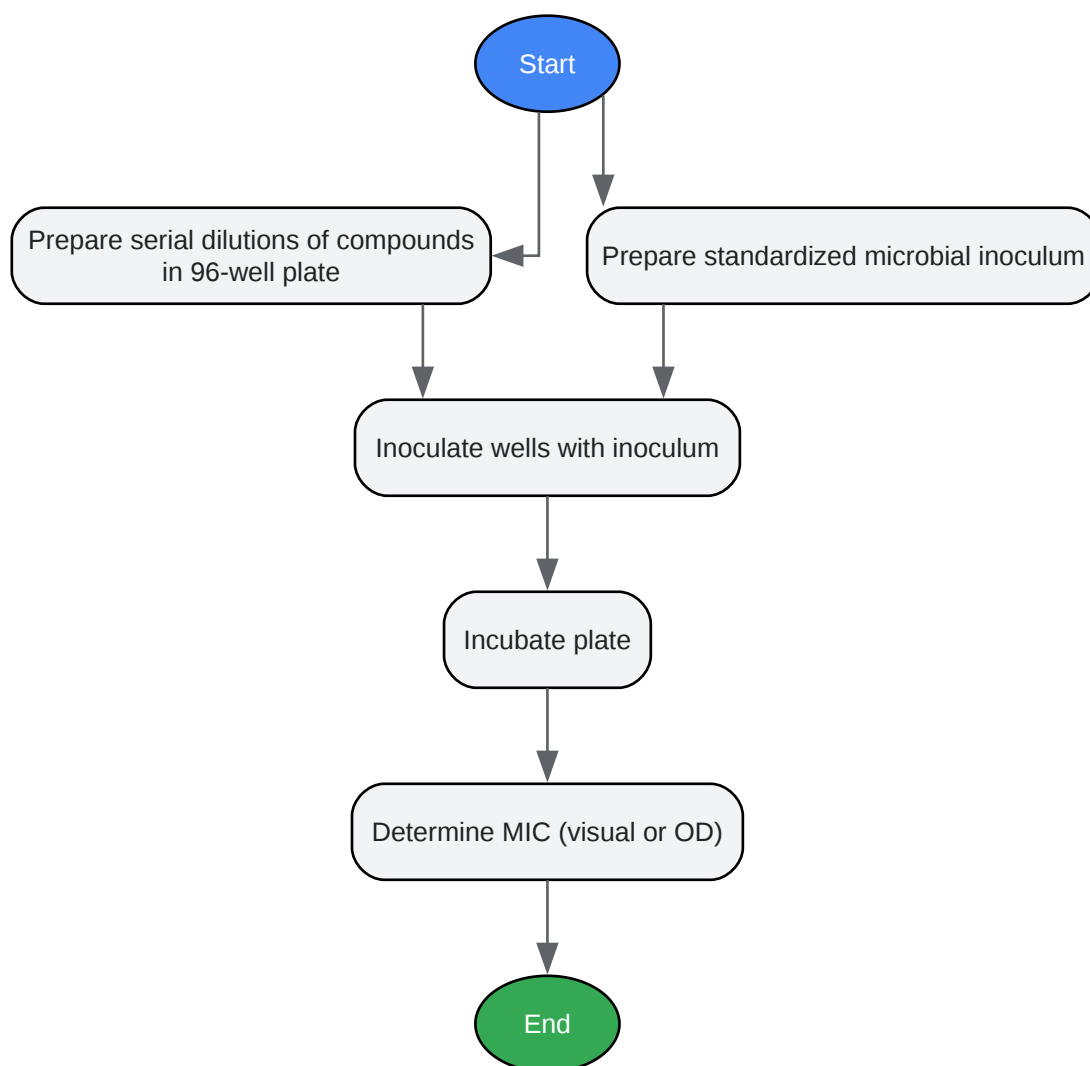 Start
Prepare serial dilutions of compounds
in 96-well plate
Prepare standardized microbial inoculum
Inoculate wells with inoculum
Incubate plate
Determine MIC (visual or OD)
End